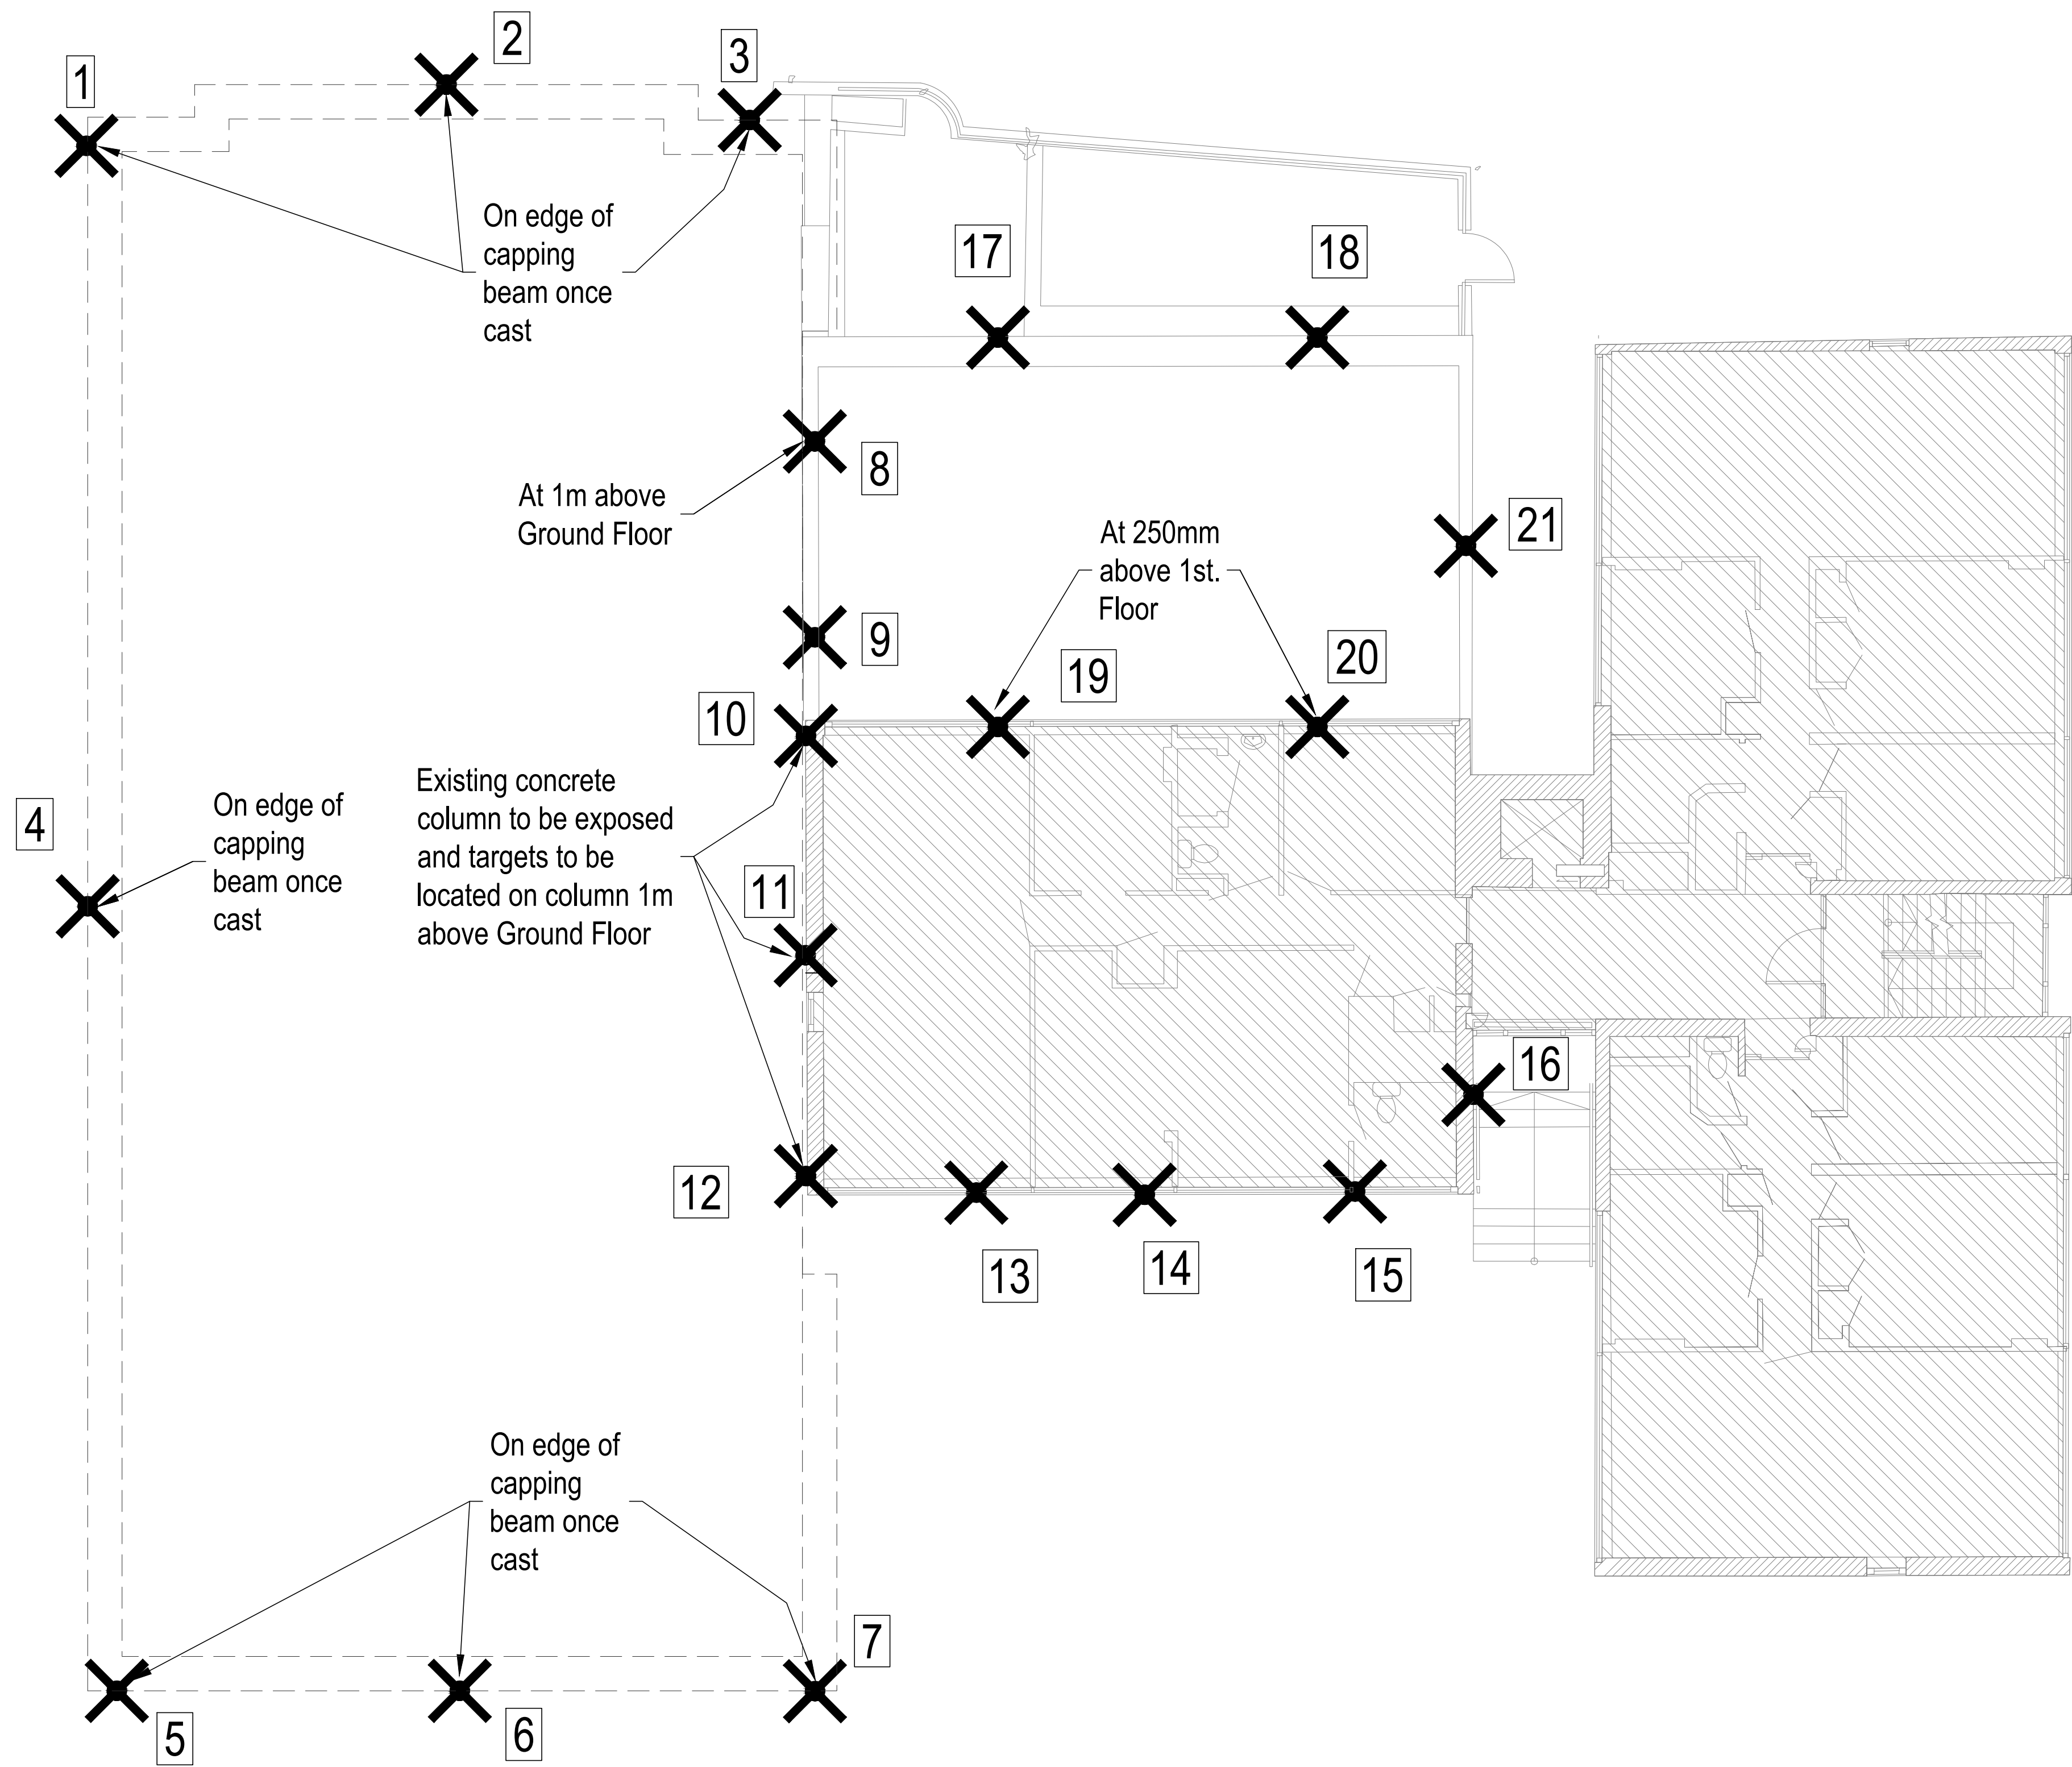 1
2
3
On edge of
capping
beam once
cast
17
18
8
At 1m above
Ground Floor
21
At 250mm
above 1st.
Floor
9
19
20
10
Existing concrete
column to be exposed
and targets to be
located on column 1m
above Ground Floor
4
On edge of
capping
beam once
cast
11
16
12
13
14
15
On edge of
capping
beam once
cast
7
5
6